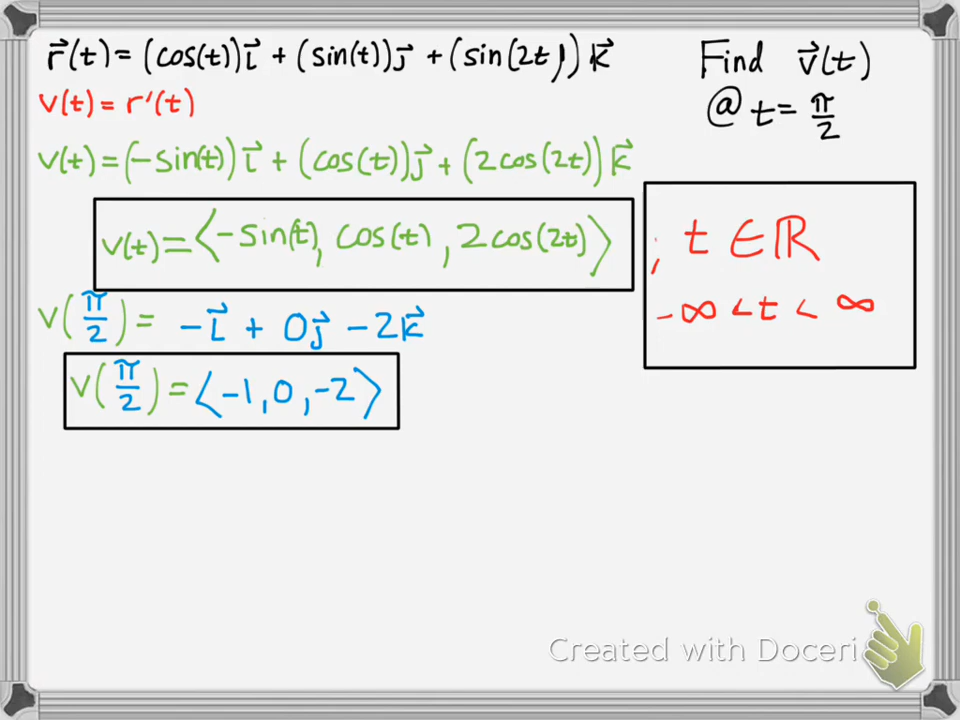 r⃗(t) = (cos(t))i⃗ + (sin(t))j⃗ + (sin(2t))k⃗
Find v⃗(t)
@ t = π/2
v(t) = r'(t)
v(t) = (-sin(t))i⃗ + (cos(t))j⃗ + (2cos(2t))k⃗
v(t) = ⟨-sin(t), cos(t), 2cos(2t)⟩
; t ∈ ℝ
-∞ < t < ∞
v(π/2) = -i⃗ + 0j⃗ - 2k⃗
v(π/2) = ⟨-1, 0, -2⟩
Created with Doceri